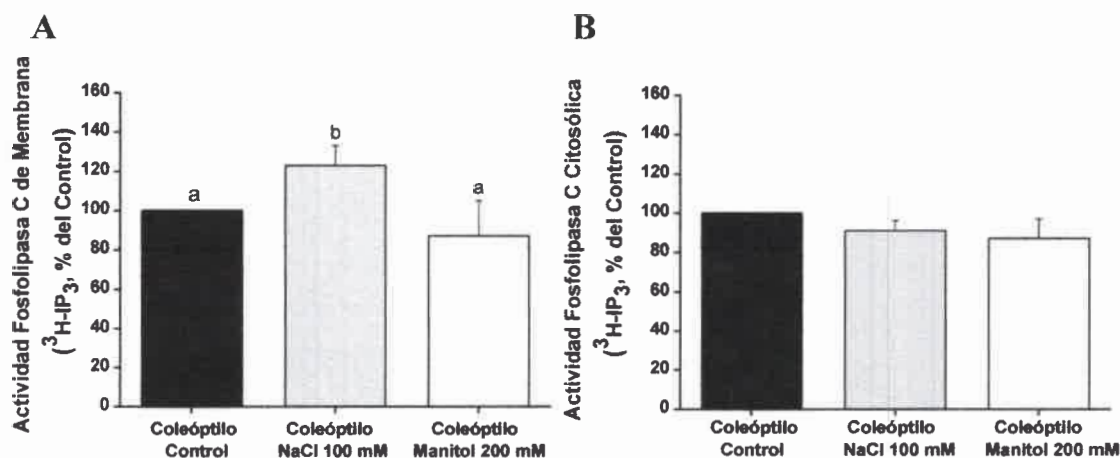 A
Actividad Fosfolipasa C de Membrana
(³H-IP₃, % del Control)
160
140
120
100
80
60
40
20
0
a
b
a
Coleóptilo
Control
Coleóptilo
NaCl 100 mM
Coleóptilo
Manitol 200 mM
B
Actividad Fosfolipasa C Citosólica
(³H-IP₃, % del Control)
160
140
120
100
80
60
40
20
0
Coleóptilo
Control
Coleóptilo
NaCl 100 mM
Coleóptilo
Manitol 200 mM